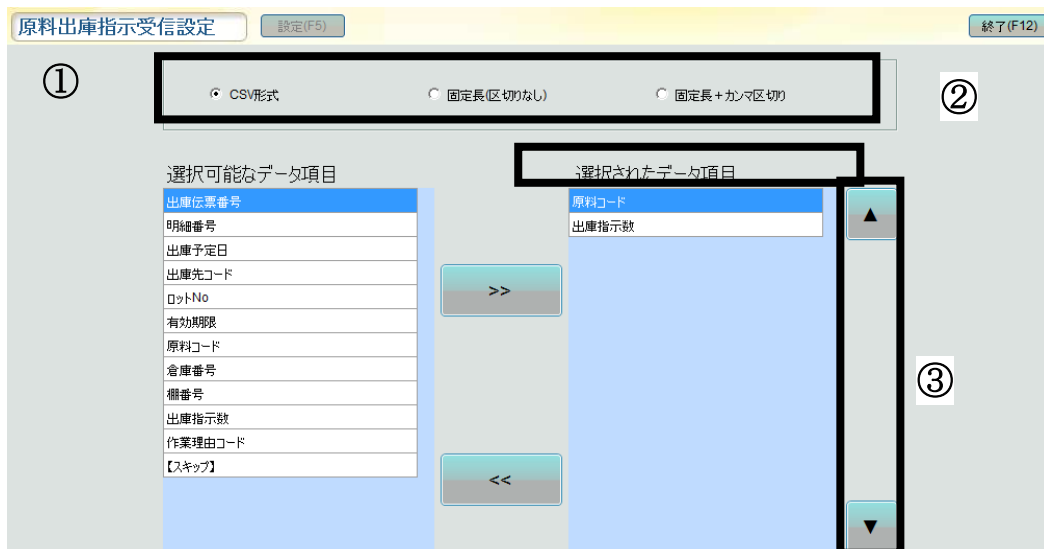 原料出庫指示受信設定 設定(F5) 終了(F12)
① ②
CSV形式 固定長(区切りなし) 固定長+カンマ区切り
選択可能なデータ項目 選択されたデータ項目
出庫伝票番号 原料コード ▲
明細番号 出庫指示数
出庫予定日
出庫先コード
ロットNo >>
有効期限
原料コード
倉庫番号 ③
棚番号
出庫指示数
作業理由コード
【スキップ】
<<
▼